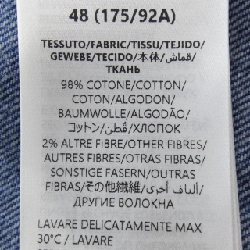 48 (175/92A)
TESSUTO/FABRIC/TISSU/TEJIDO/
GEWEBE/TECIDO/本体/قماش/
ТКАНЬ
98% COTONE/COTTON/
COTON/ALGODON/
BAUMWOLLE/ALGODÃO/
コットン/قطن/ХЛОПОК
2% ALTRE FIBRE/OTHER FIBRES/
AUTRES FIBRES/OTRAS FIBRAS/
SONSTIGE FASERN/OUTRAS
FIBRAS/その他繊維/ألياف أخرى/
ДРУГИЕ ВОЛОКНА
LAVARE DELICATAMENTE MAX
30°C / LAVARE